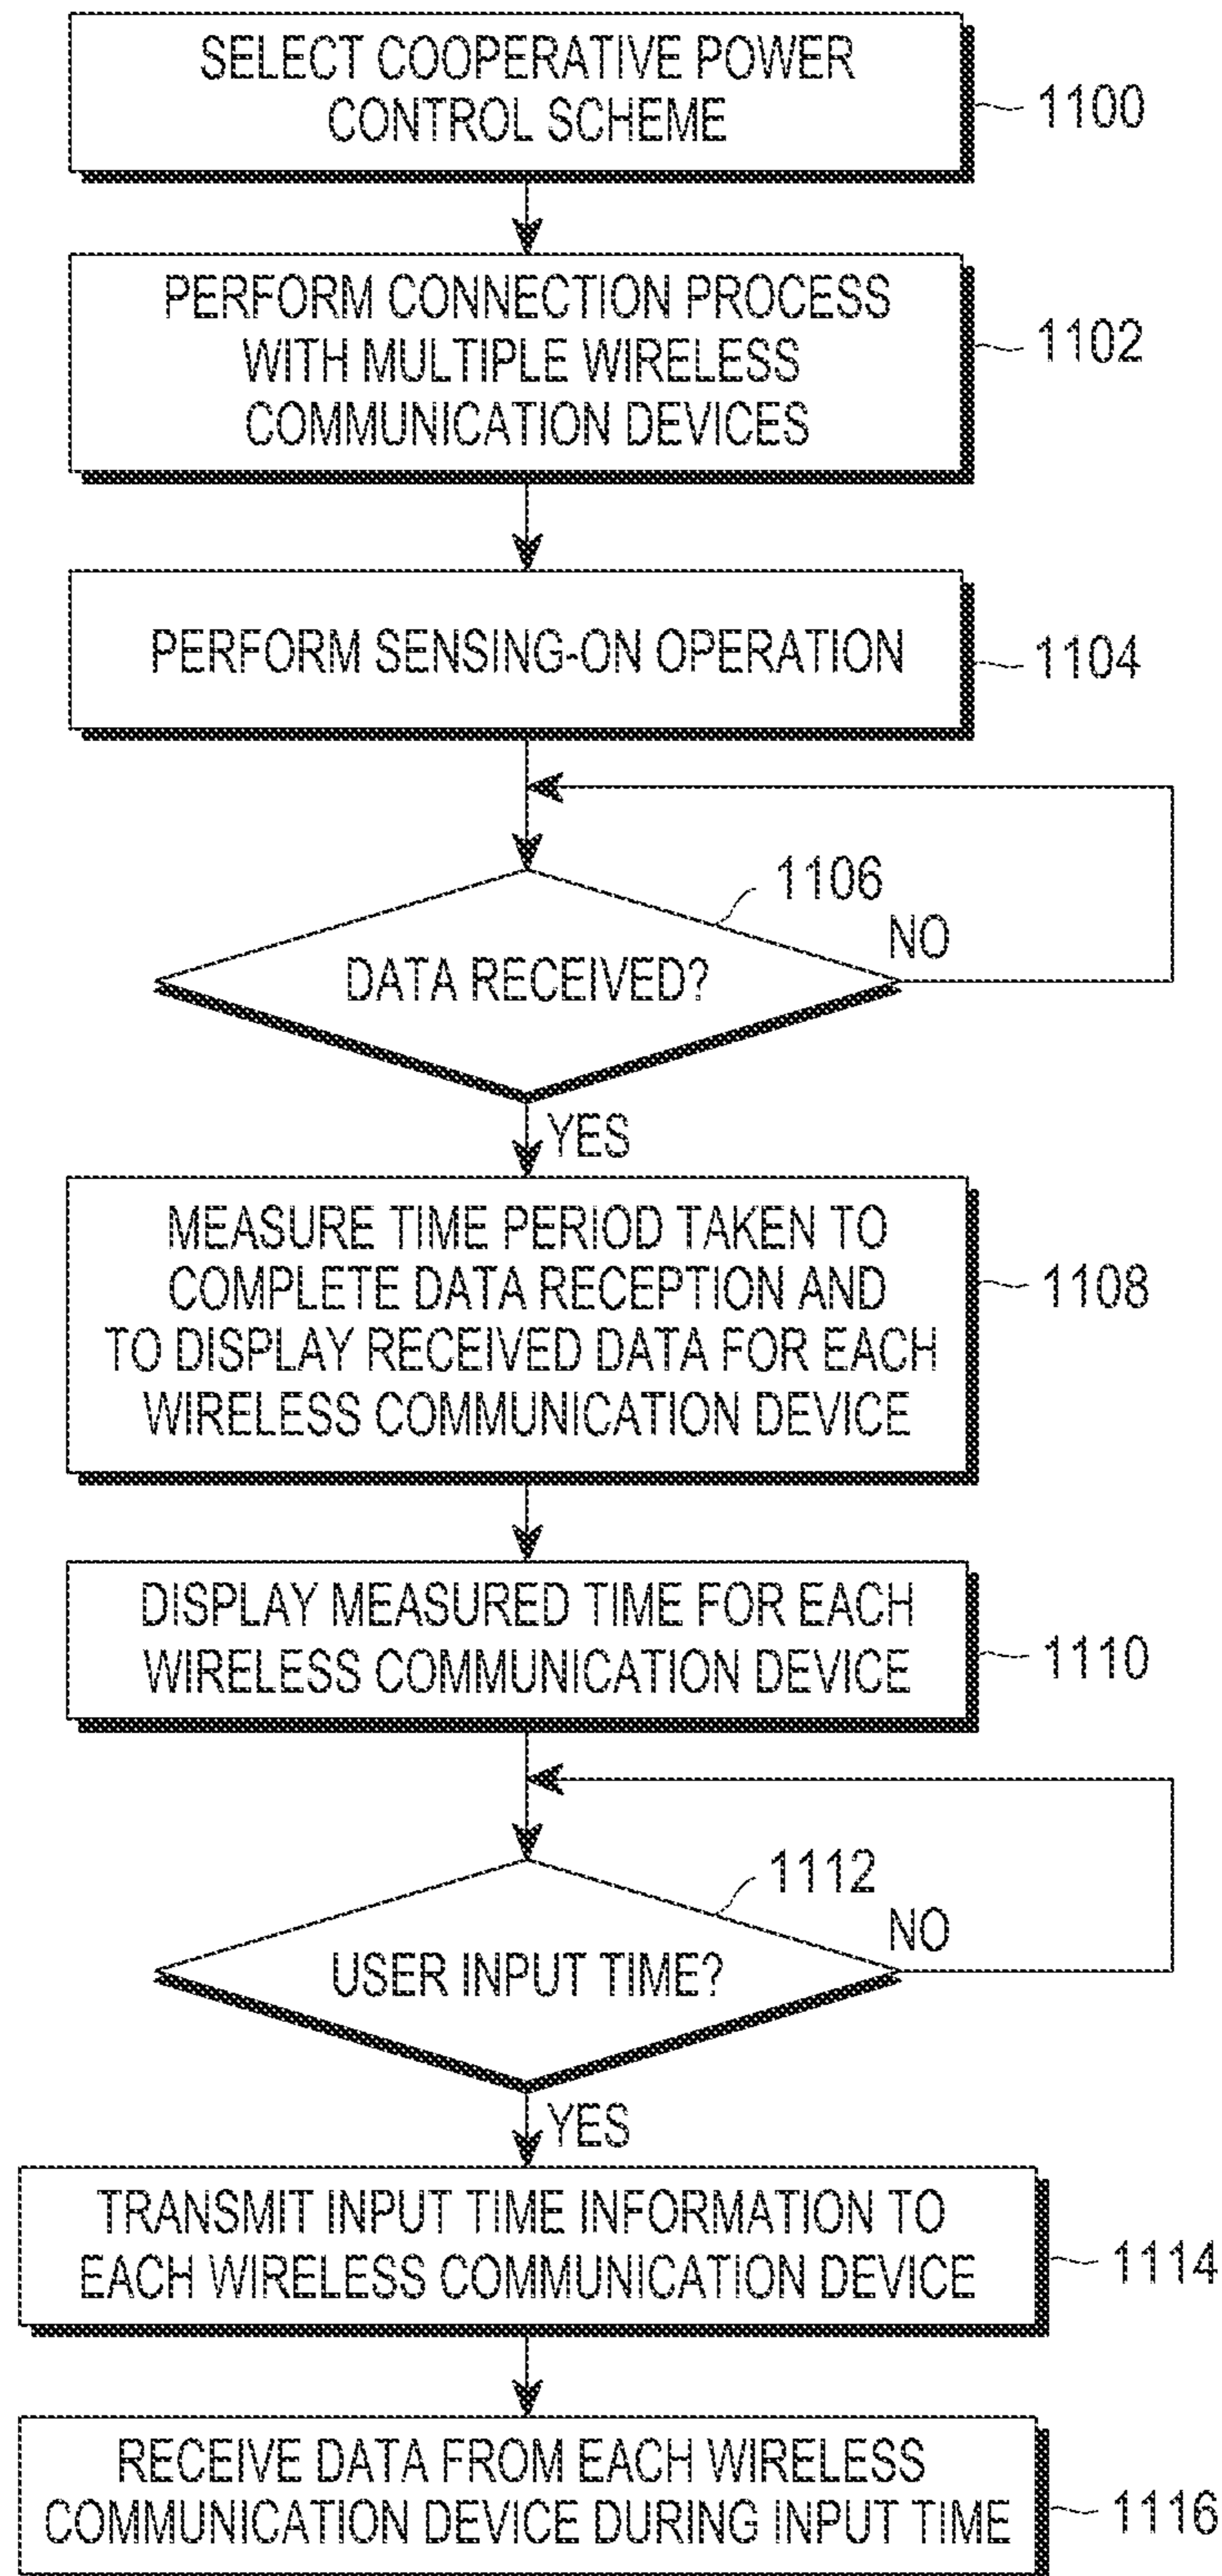 SELECT COOPERATIVE POWER
CONTROL SCHEME
1100
PERFORM CONNECTION PROCESS
WITH MULTIPLE WIRELESS
COMMUNICATION DEVICES
1102
PERFORM SENSING-ON OPERATION
1104
1106
NO
DATA RECEIVED?
YES
MEASURE TIME PERIOD TAKEN TO
COMPLETE DATA RECEPTION AND
TO DISPLAY RECEIVED DATA FOR EACH
WIRELESS COMMUNICATION DEVICE
1108
DISPLAY MEASURED TIME FOR EACH
WIRELESS COMMUNICATION DEVICE
1110
1112
NO
USER INPUT TIME?
YES
TRANSMIT INPUT TIME INFORMATION TO
EACH WIRELESS COMMUNICATION DEVICE
1114
RECEIVE DATA FROM EACH WIRELESS
COMMUNICATION DEVICE DURING INPUT TIME
1116